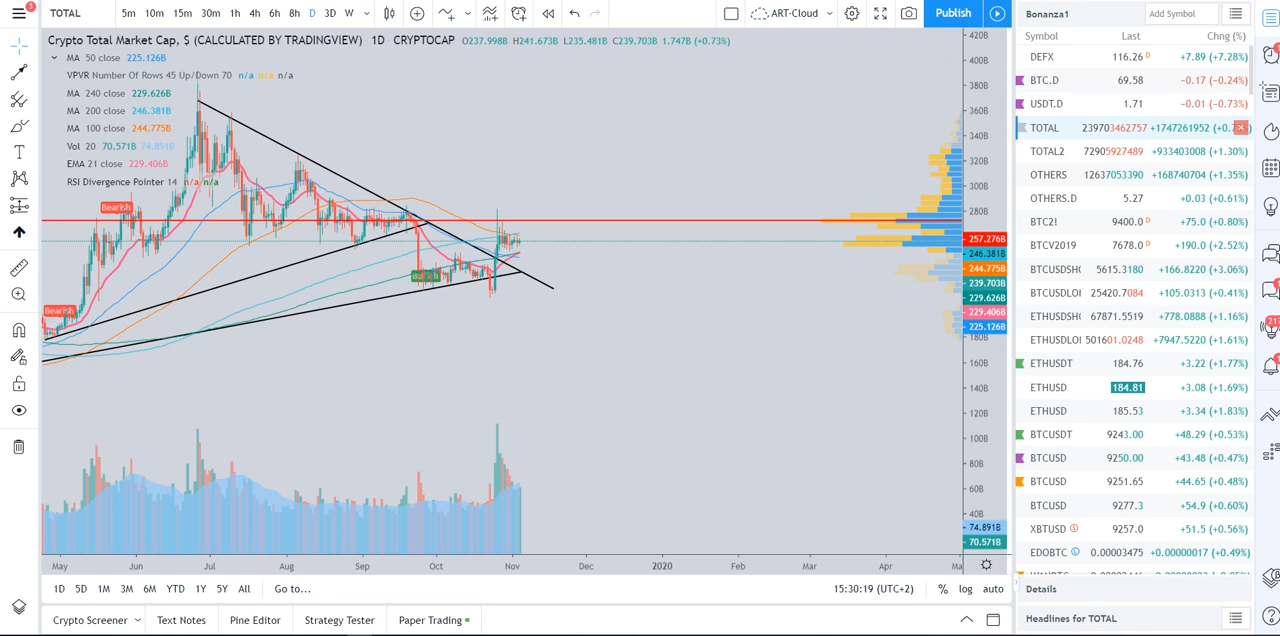 3
TOTAL 5m 10m 15m 30m 1h 4h 6h 8h D 3D W ART-Cloud Publish
Crypto Total Market Cap, $ (CALCULATED BY TRADINGVIEW) 1D CRYPTOCAP O237.998B H241.673B L235.481B C239.703B 1.747B (+0.73%)
MA 50 close 225.126B
VPVR Number Of Rows 45 Up/Down 70 n/a n/a n/a
MA 240 close 229.626B
MA 200 close 246.381B
MA 100 close 244.775B
Vol 20 70.571B 74.891B
EMA 21 close 229.406B
RSI Divergence Pointer 14 n/a n/a
Bearish
Bearish
420B
400B
380B
360B
340B
320B
300B
280B
257.276B
246.381B
244.775B
239.703B
229.626B
229.406B
225.126B
180B
160B
140B
120B
100B
80B
60B
40B
74.891B
70.571B
May Jun Jul Aug Sep Oct Nov Dec 2020 Feb Mar Apr
1D 5D 1M 3M 6M YTD 1Y 5Y All Go to... 15:30:19 (UTC+2) % log auto
Crypto Screener Text Notes Pine Editor Strategy Tester Paper Trading
Bonanza1 Add Symbol
Symbol Last Chng (%)
DEFX 116.26 D +7.89 (+7.28%)
BTC.D 69.58 −0.17 (−0.24%)
USDT.D 1.71 −0.01 (−0.73%)
TOTAL 239703462757 +1747261952 (+0.7
TOTAL2 72905927489 +933403008 (+1.30%)
OTHERS 12637053390 +168740704 (+1.35%)
OTHERS.D 5.27 +0.03 (+0.61%)
BTC2! 9400.0 D +75.0 (+0.80%)
BTCV2019 7678.0 D +190.0 (+2.52%)
BTCUSDSH 5615.3180 +166.8220 (+3.06%)
BTCUSDLO 25420.7084 +105.0313 (+0.41%)
ETHUSDSH 67871.5519 +778.0888 (+1.16%)
ETHUSDLO 501601.0248 +7947.5220 (+1.61%)
ETHUSDT 184.76 +3.22 (+1.77%)
ETHUSD 184.81 +3.08 (+1.69%)
ETHUSD 185.53 +3.34 (+1.83%)
BTCUSDT 9243.00 +48.29 (+0.53%)
BTCUSD 9250.00 +43.48 (+0.47%)
BTCUSD 9251.65 +44.65 (+0.48%)
BTCUSD 9277.3 +54.9 (+0.60%)
XBTUSD 9257.0 +51.5 (+0.56%)
EDOBTC 0.00003475 +0.00000017 (+0.49%)
Details
Headlines for TOTAL